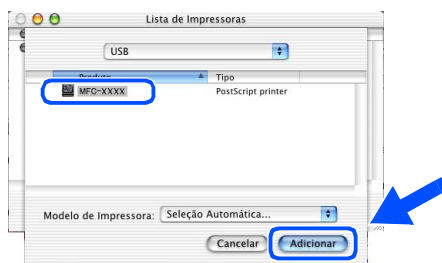 Lista de Impressoras
USB
Produto Tipo
MFC-XXXX PostScript printer
Modelo de Impressora: Seleção Automática...
Cancelar Adicionar